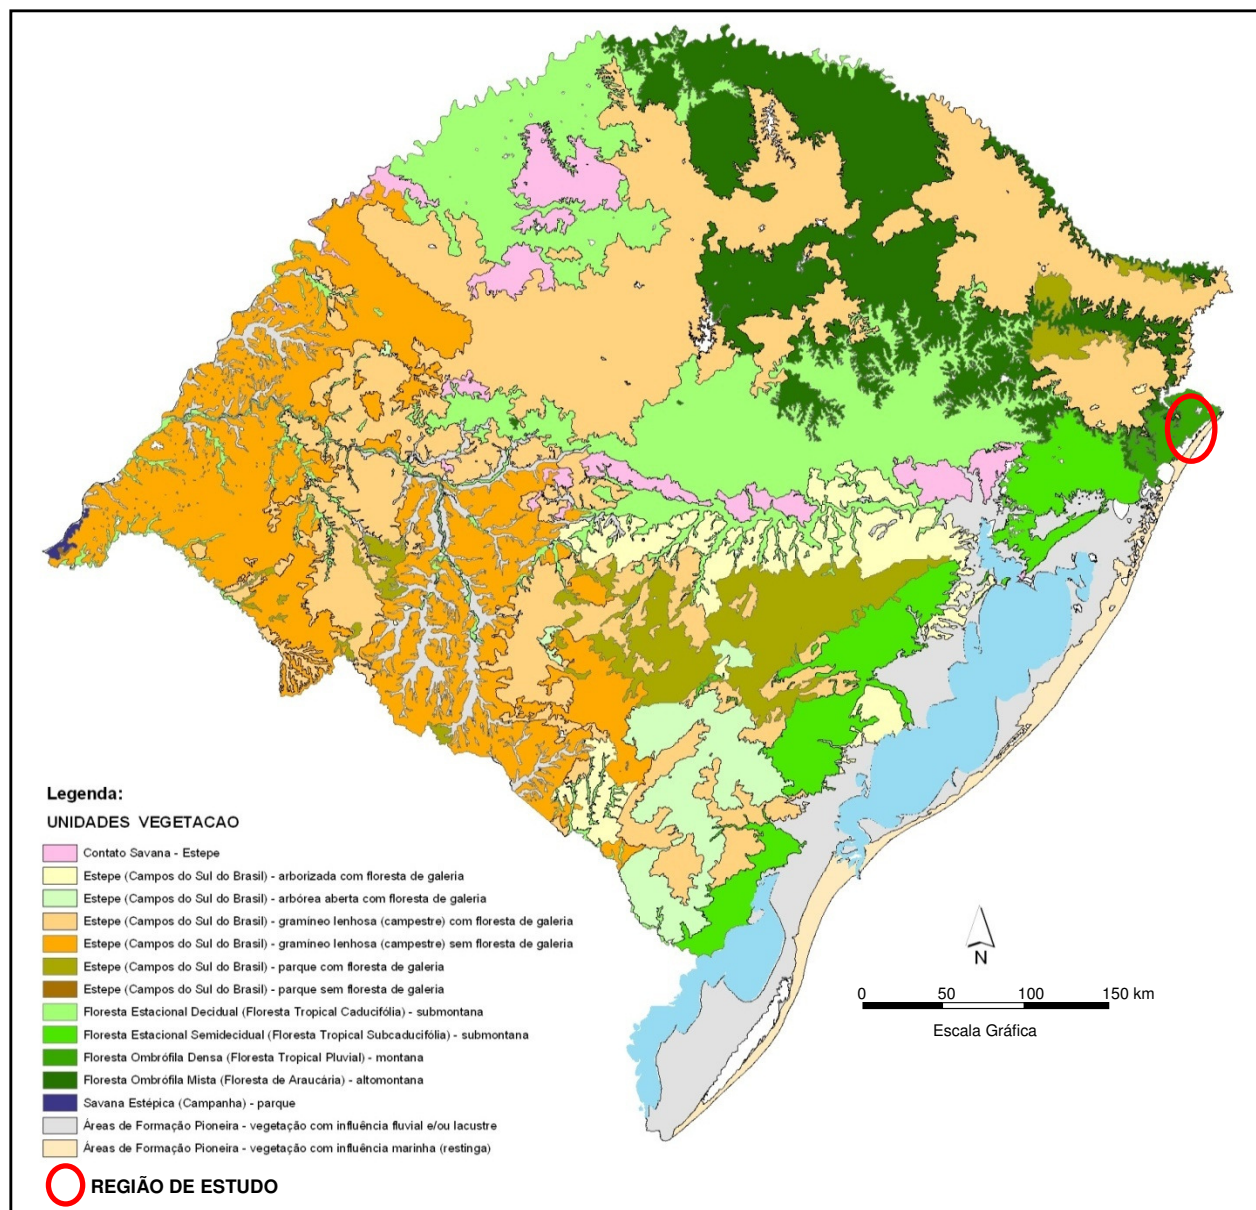 Legenda:
UNIDADES VEGETACAO
Contato Savana - Estepe
Estepe (Campos do Sul do Brasil) - arborizada com floresta de galeria
Estepe (Campos do Sul do Brasil) - arbórea aberta com floresta de galeria
Estepe (Campos do Sul do Brasil) - gramíneo lenhosa (campestre) com floresta de galeria
Estepe (Campos do Sul do Brasil) - gramíneo lenhosa (campestre) sem floresta de galeria
Estepe (Campos do Sul do Brasil) - parque com floresta de galeria
Estepe (Campos do Sul do Brasil) - parque sem floresta de galeria
Floresta Estacional Decidual (Floresta Tropical Caducifólia) - submontana
Floresta Estacional Semidecidual (Floresta Tropical Subcaducifólia) - submontana
Floresta Ombrófila Densa (Floresta Tropical Pluvial) - montana
Floresta Ombrófila Mista (Floresta de Araucária) - altomontana
Savana Estépica (Campanha) - parque
Áreas de Formação Pioneira - vegetação com influência fluvial e/ou lacustre
Áreas de Formação Pioneira - vegetação com influência marinha (restinga)
REGIÃO DE ESTUDO
N
0 50 100 150 km
Escala Gráfica